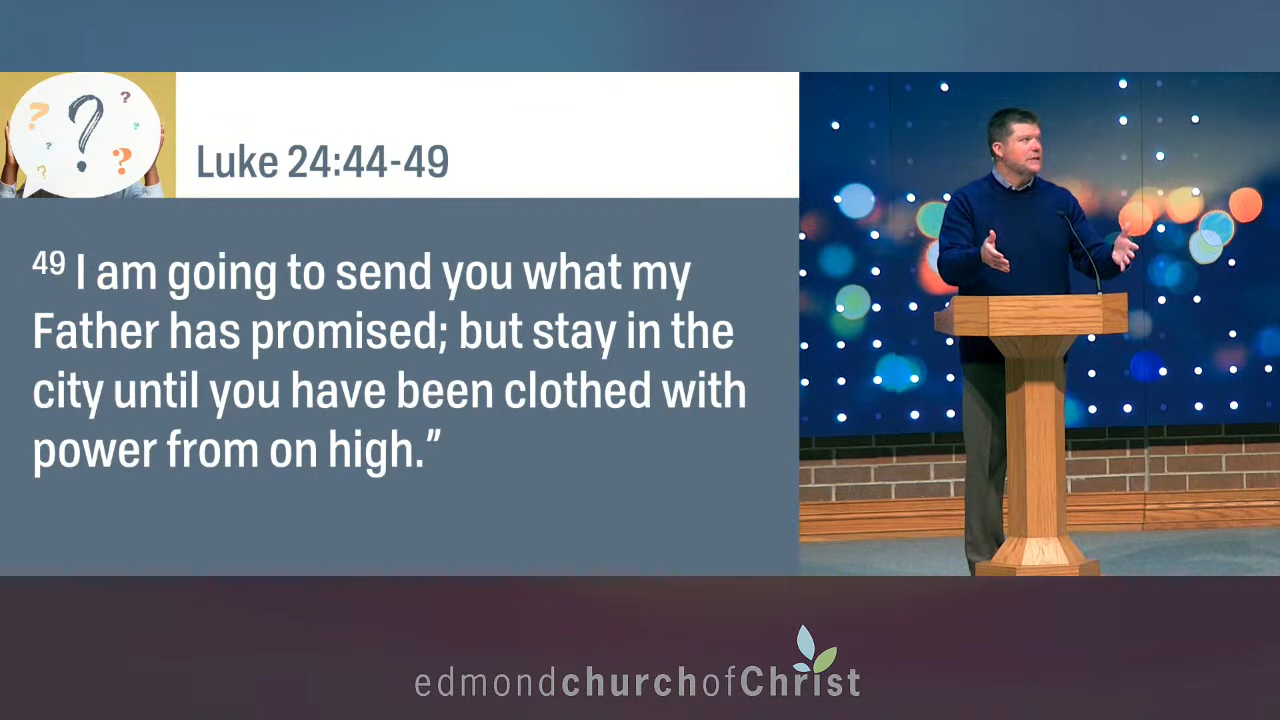 ?
?
?
?
?
?
?
Luke 24:44-49
49 I am going to send you what my
Father has promised; but stay in the
city until you have been clothed with
power from on high.”
edmondchurchofChrist